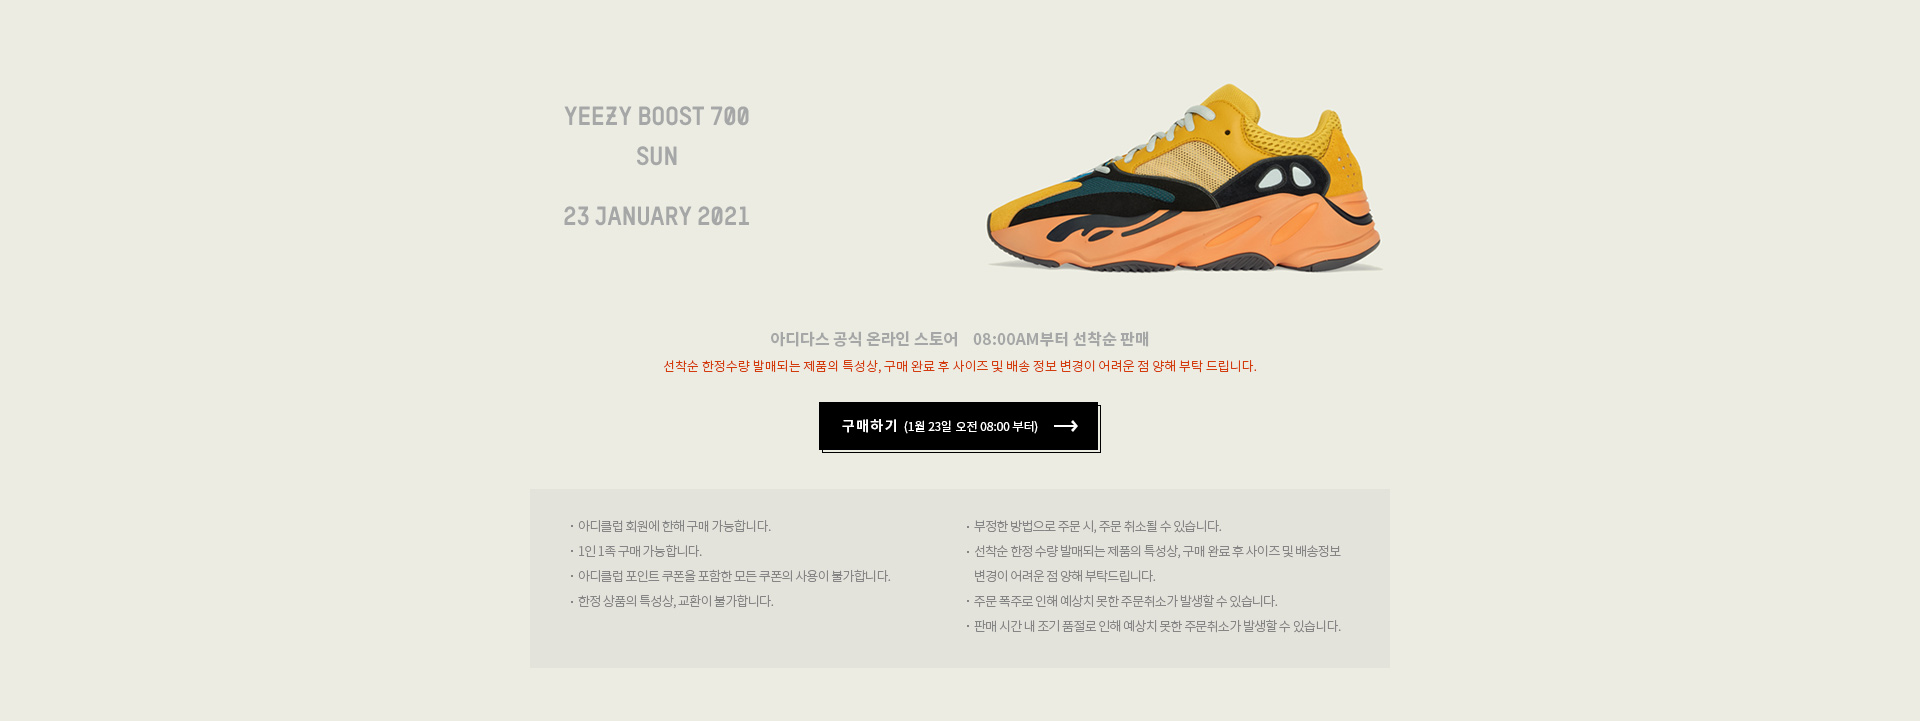 YEEZY BOOST 700
SUN
23 JANUARY 2021
아디다스 공식 온라인 스토어 08:00AM부터 선착순 판매
선착순 한정수량 발매되는 제품의 특성상, 구매 완료 후 사이즈 및 배송 정보 변경이 어려운 점 양해 부탁 드립니다.
구매하기 (1월 23일 오전 08:00 부터)
· 아디클럽 회원에 한해 구매 가능합니다.
· 1인 1족 구매 가능합니다.
· 아디클럽 포인트 쿠폰을 포함한 모든 쿠폰의 사용이 불가합니다.
· 한정 상품의 특성상, 교환이 불가합니다.
· 부정한 방법으로 주문 시, 주문 취소될 수 있습니다.
· 선착순 한정 수량 발매되는 제품의 특성상, 구매 완료 후 사이즈 및 배송정보
변경이 어려운 점 양해 부탁드립니다.
· 주문 폭주로 인해 예상치 못한 주문취소가 발생할 수 있습니다.
· 판매 시간 내 조기 품절로 인해 예상치 못한 주문취소가 발생할 수 있습니다.